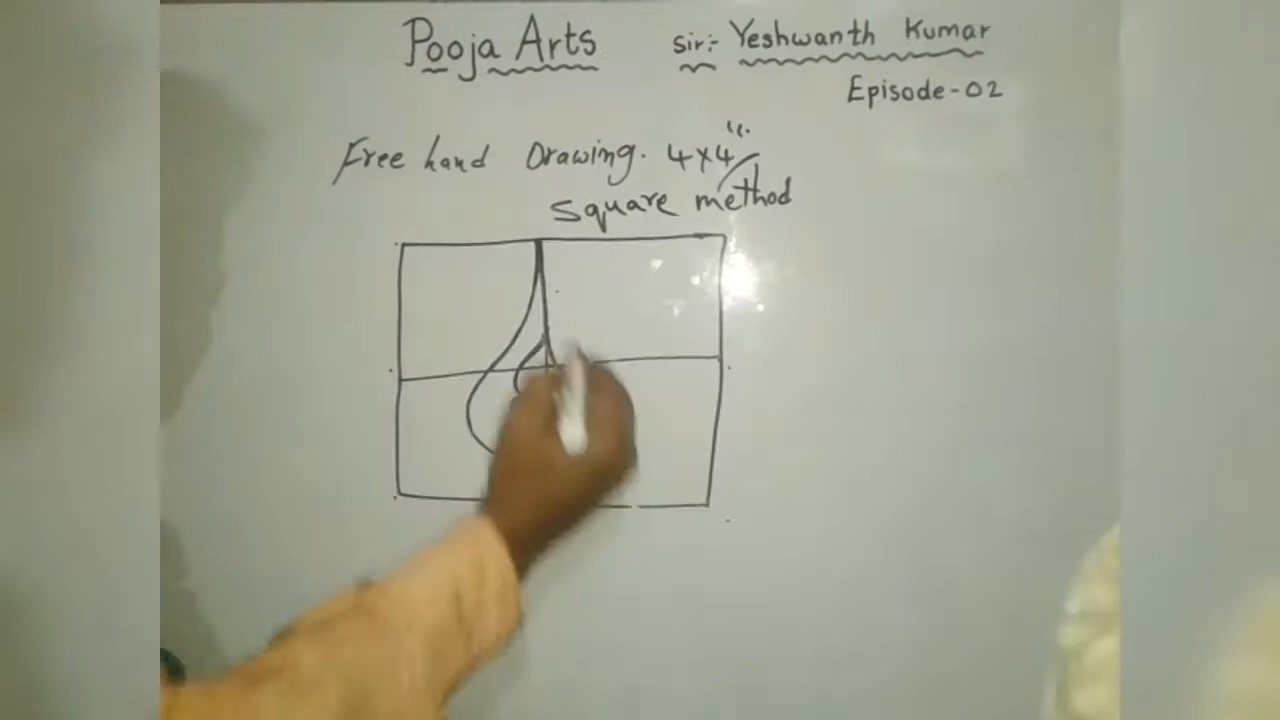 Pooja Arts sir:- Yeshwanth Kumar
Episode-02
Free hand Drawing. 4x4".
Square method